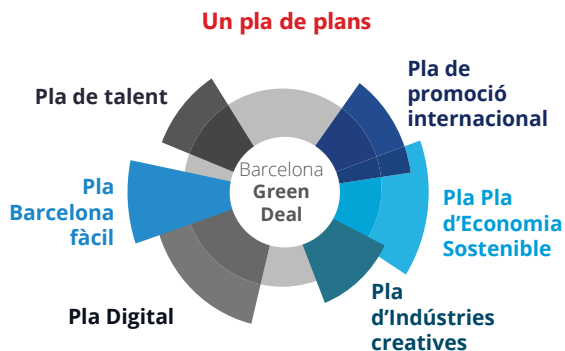 Un pla de plans
Pla de talent
Pla de
promoció
internacional
Barcelona
Green
Deal
Pla
Barcelona
fàcil
Pla Pla
d’Economia
Sostenible
Pla Digital
Pla
d’Indústries
creatives